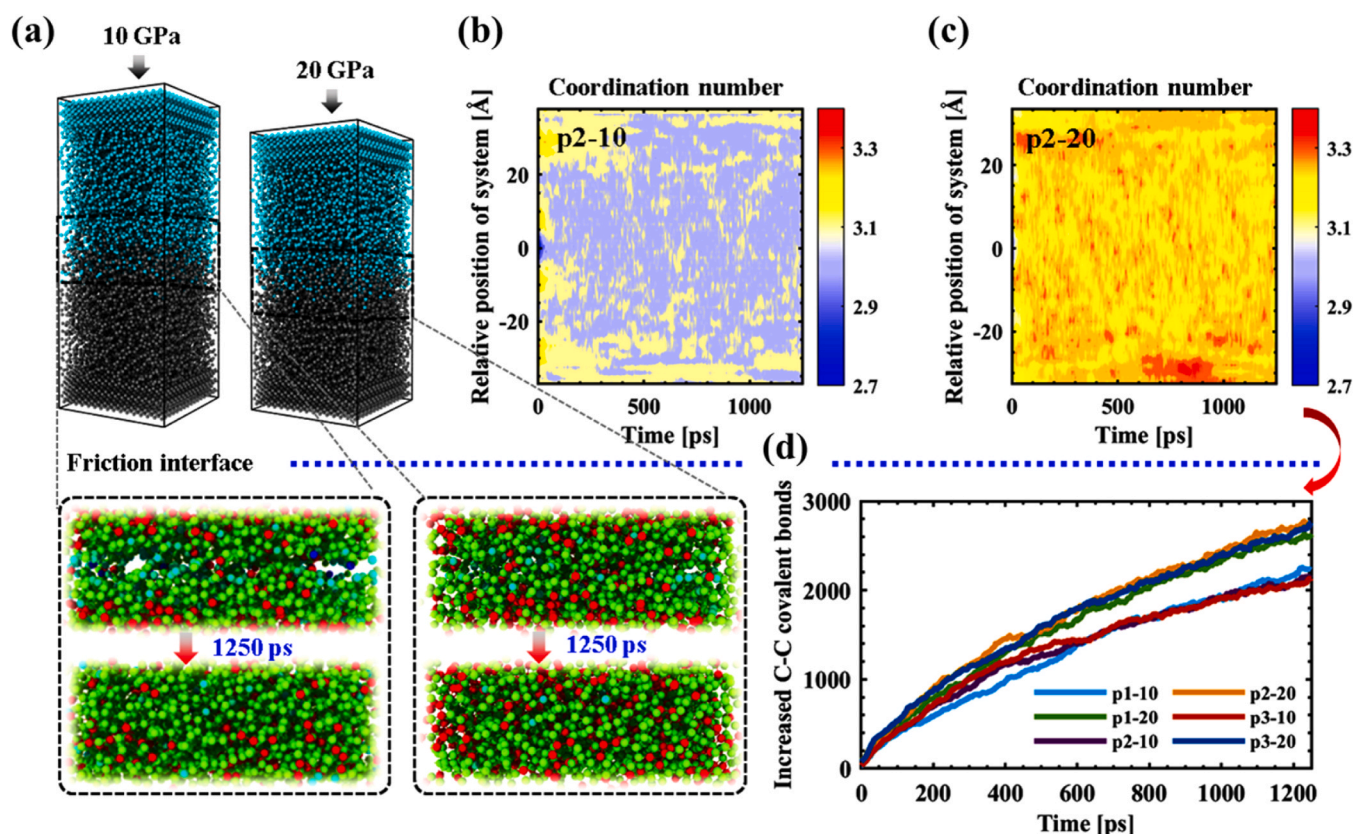 (a)
10 GPa
20 GPa
Friction interface
1250 ps
1250 ps
(b)
Coordination number
p2-10
Relative position of system [Å]
20
0
-20
0
500
1000
Time [ps]
3.3
3.1
2.9
2.7
(c)
Coordination number
p2-20
Relative position of system [Å]
20
0
-20
0
500
1000
Time [ps]
3.3
3.1
2.9
2.7
(d)
Increased C-C covalent bonds
3000
2000
1000
0
0
200
400
600
800
1000
1200
Time [ps]
p1-10
p1-20
p2-10
p2-20
p3-10
p3-20